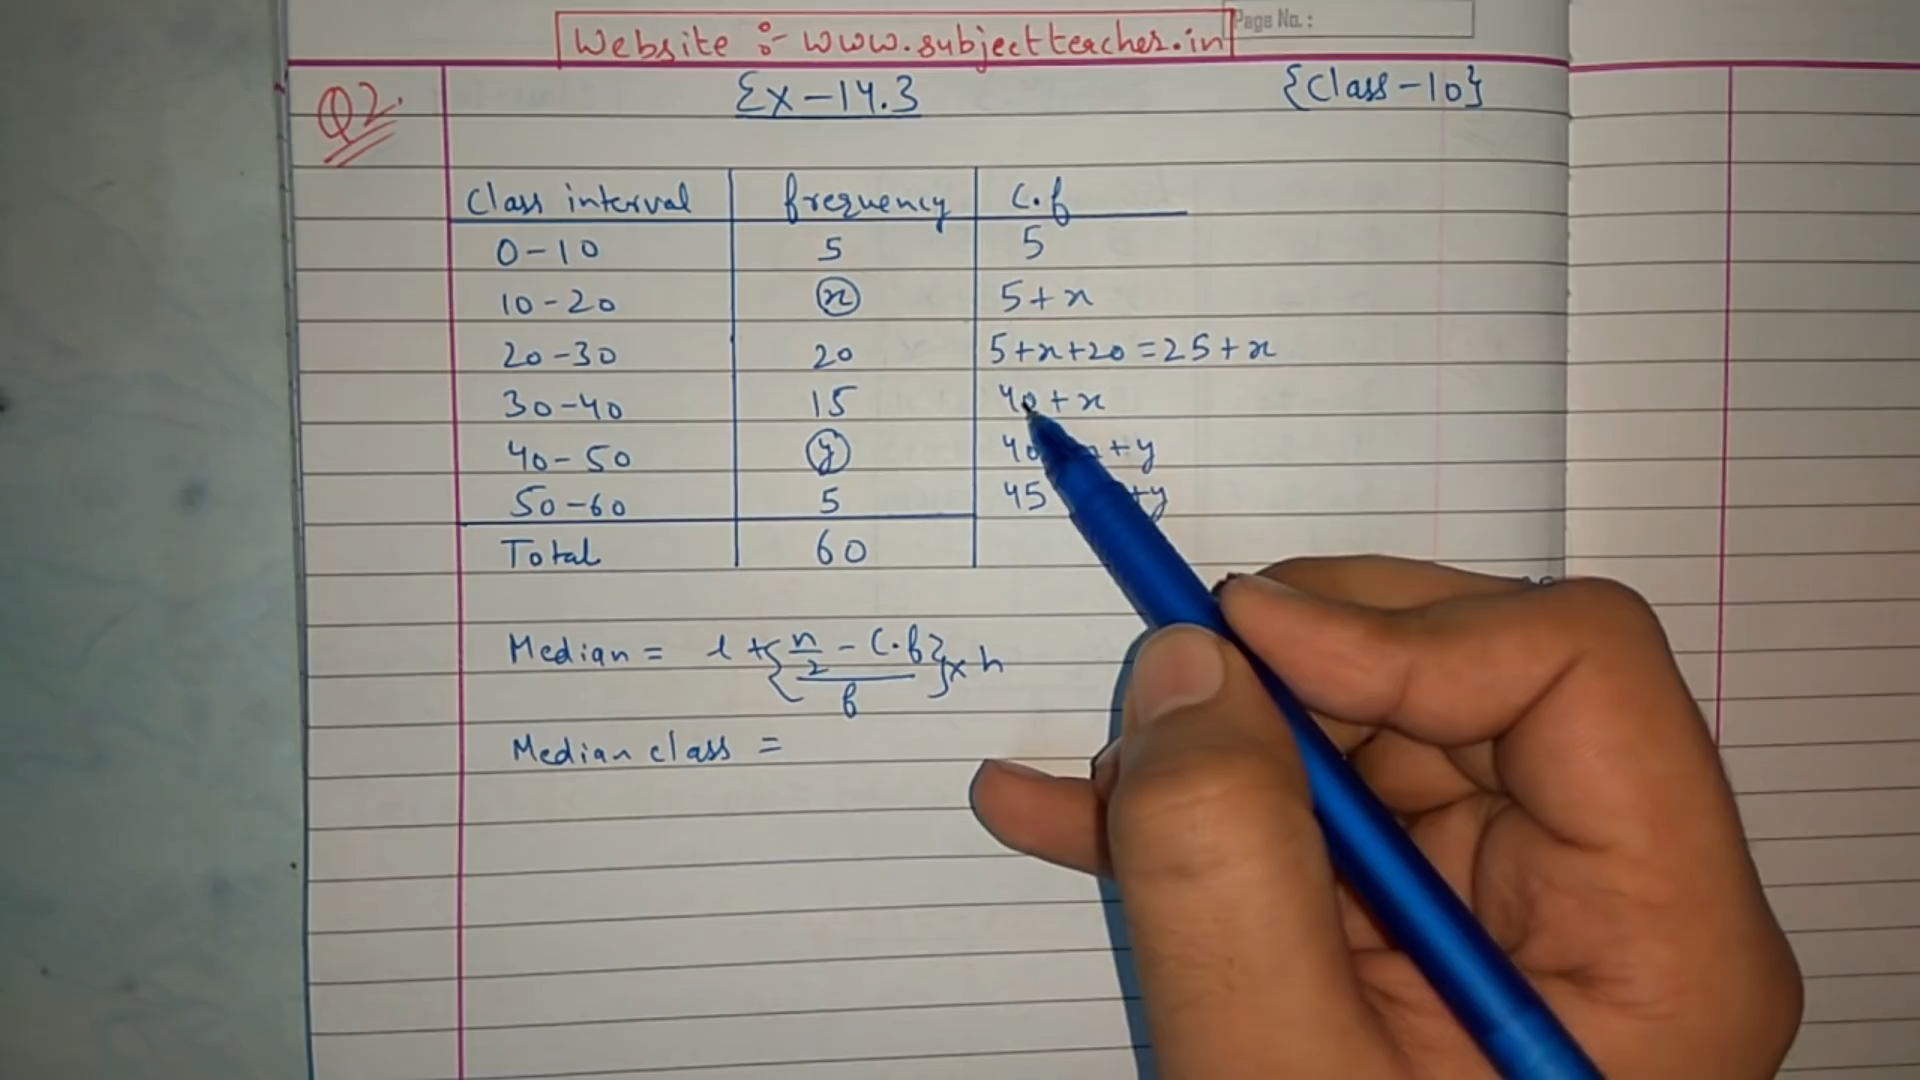 Page No.:
Website :- www.subjectteacher.in
Q2.
Ex-14.3
{Class-10}
Class interval frequency C.f
0-10 5 5
10-20 x 5+x
20-30 20 5+x+20=25+x
30-40 15 40+x
40-50 y 40 +y
50-60 5 45 +y
Total 60
Median = l + { n/2 - C.f / f } × h
Median class =